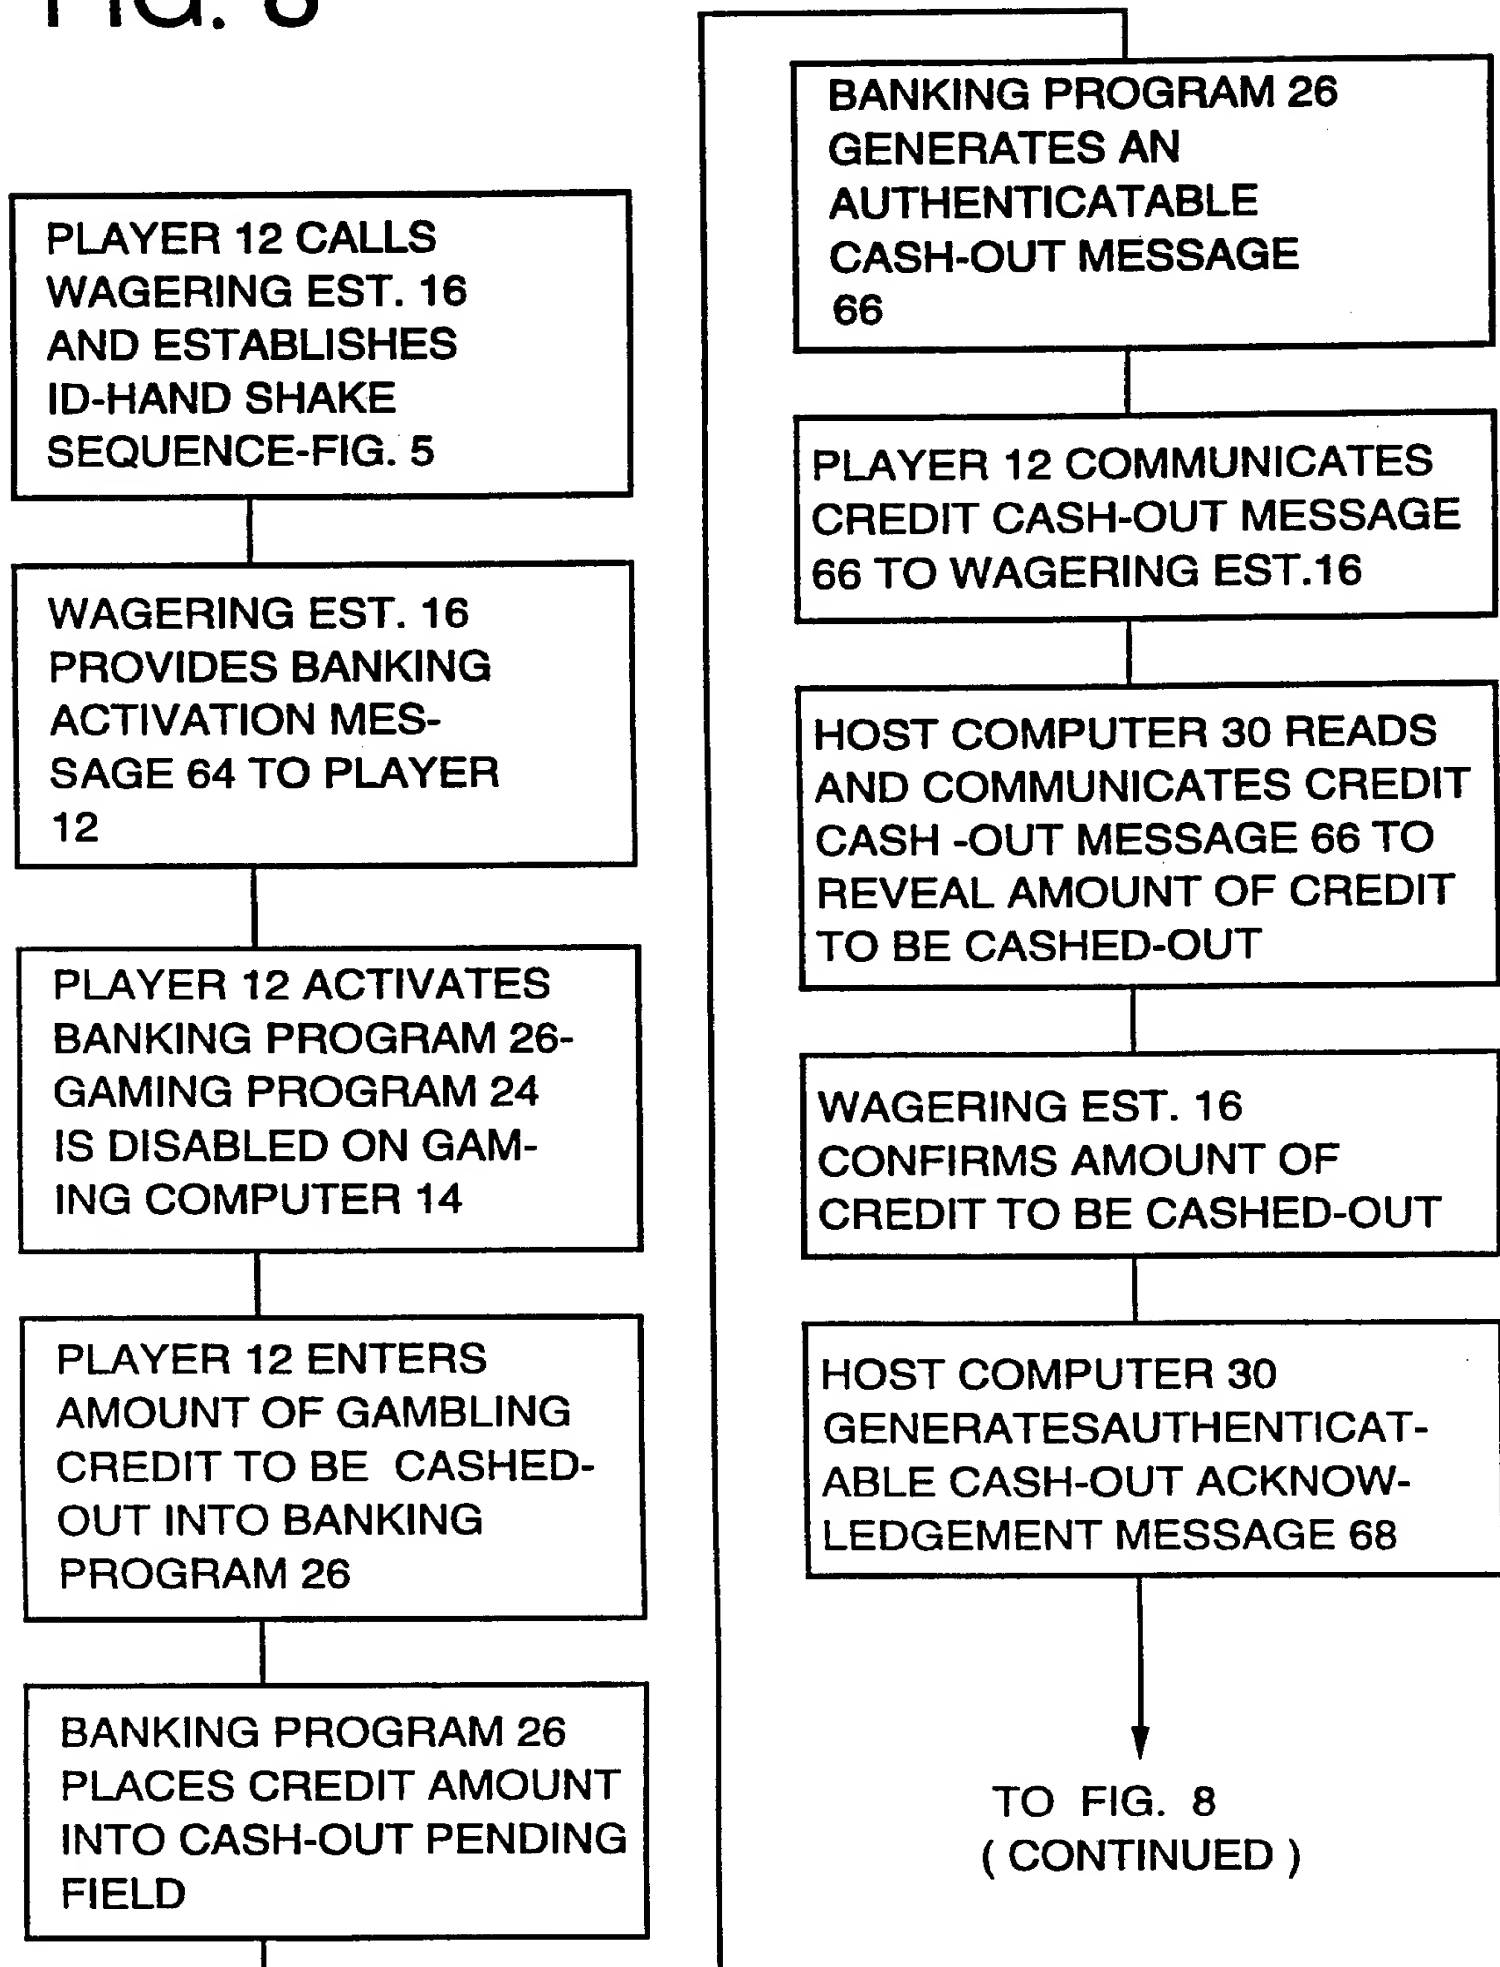 FIG. 8
PLAYER 12 CALLS
WAGERING EST. 16
AND ESTABLISHES
ID-HAND SHAKE
SEQUENCE-FIG. 5
WAGERING EST. 16
PROVIDES BANKING
ACTIVATION MES-
SAGE 64 TO PLAYER
12
PLAYER 12 ACTIVATES
BANKING PROGRAM 26-
GAMING PROGRAM 24
IS DISABLED ON GAM-
ING COMPUTER 14
PLAYER 12 ENTERS
AMOUNT OF GAMBLING
CREDIT TO BE CASHED-
OUT INTO BANKING
PROGRAM 26
BANKING PROGRAM 26
PLACES CREDIT AMOUNT
INTO CASH-OUT PENDING
FIELD
BANKING PROGRAM 26
GENERATES AN
AUTHENTICATABLE
CASH-OUT MESSAGE
66
PLAYER 12 COMMUNICATES
CREDIT CASH-OUT MESSAGE
66 TO WAGERING EST.16
HOST COMPUTER 30 READS
AND COMMUNICATES CREDIT
CASH -OUT MESSAGE 66 TO
REVEAL AMOUNT OF CREDIT
TO BE CASHED-OUT
WAGERING EST. 16
CONFIRMS AMOUNT OF
CREDIT TO BE CASHED-OUT
HOST COMPUTER 30
GENERATESAUTHENTICAT-
ABLE CASH-OUT ACKNOW-
LEDGEMENT MESSAGE 68
TO FIG. 8
( CONTINUED )